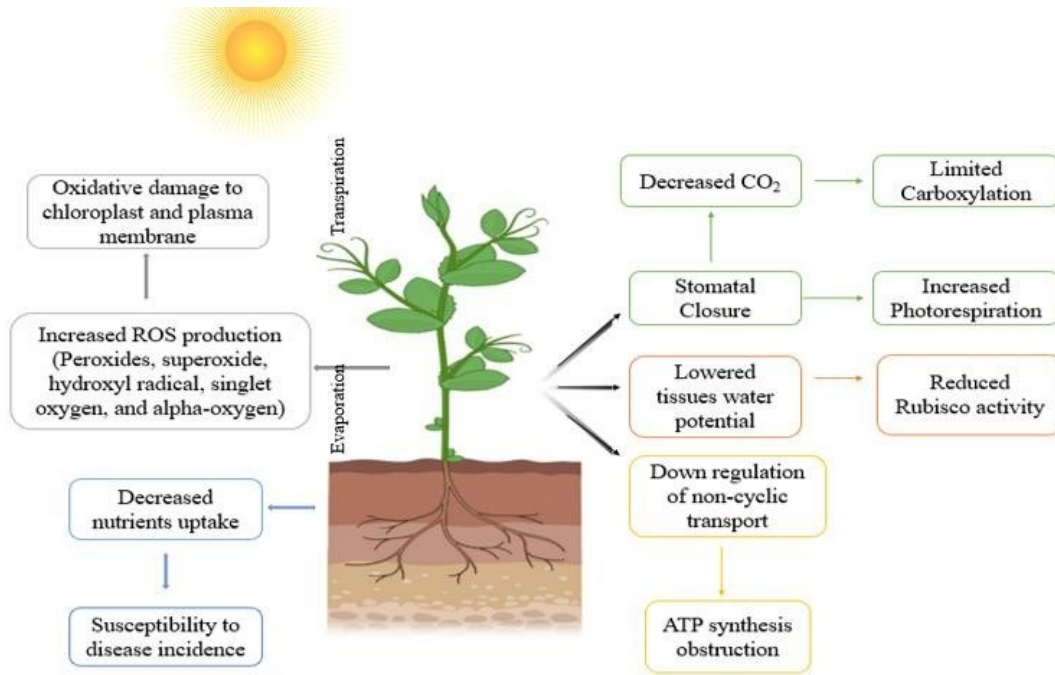 Transpiration
Evaporation
Oxidative damage to
chloroplast and plasma
membrane
Increased ROS production
(Peroxides, superoxide,
hydroxyl radical, singlet
oxygen, and alpha-oxygen)
Decreased
nutrients uptake
Susceptibility to
disease incidence
Decreased CO₂
Limited
Carboxylation
Stomatal
Closure
Increased
Photorespiration
Lowered
tissues water
potential
Reduced
Rubisco activity
Down regulation
of non-cyclic
transport
ATP synthesis
obstruction